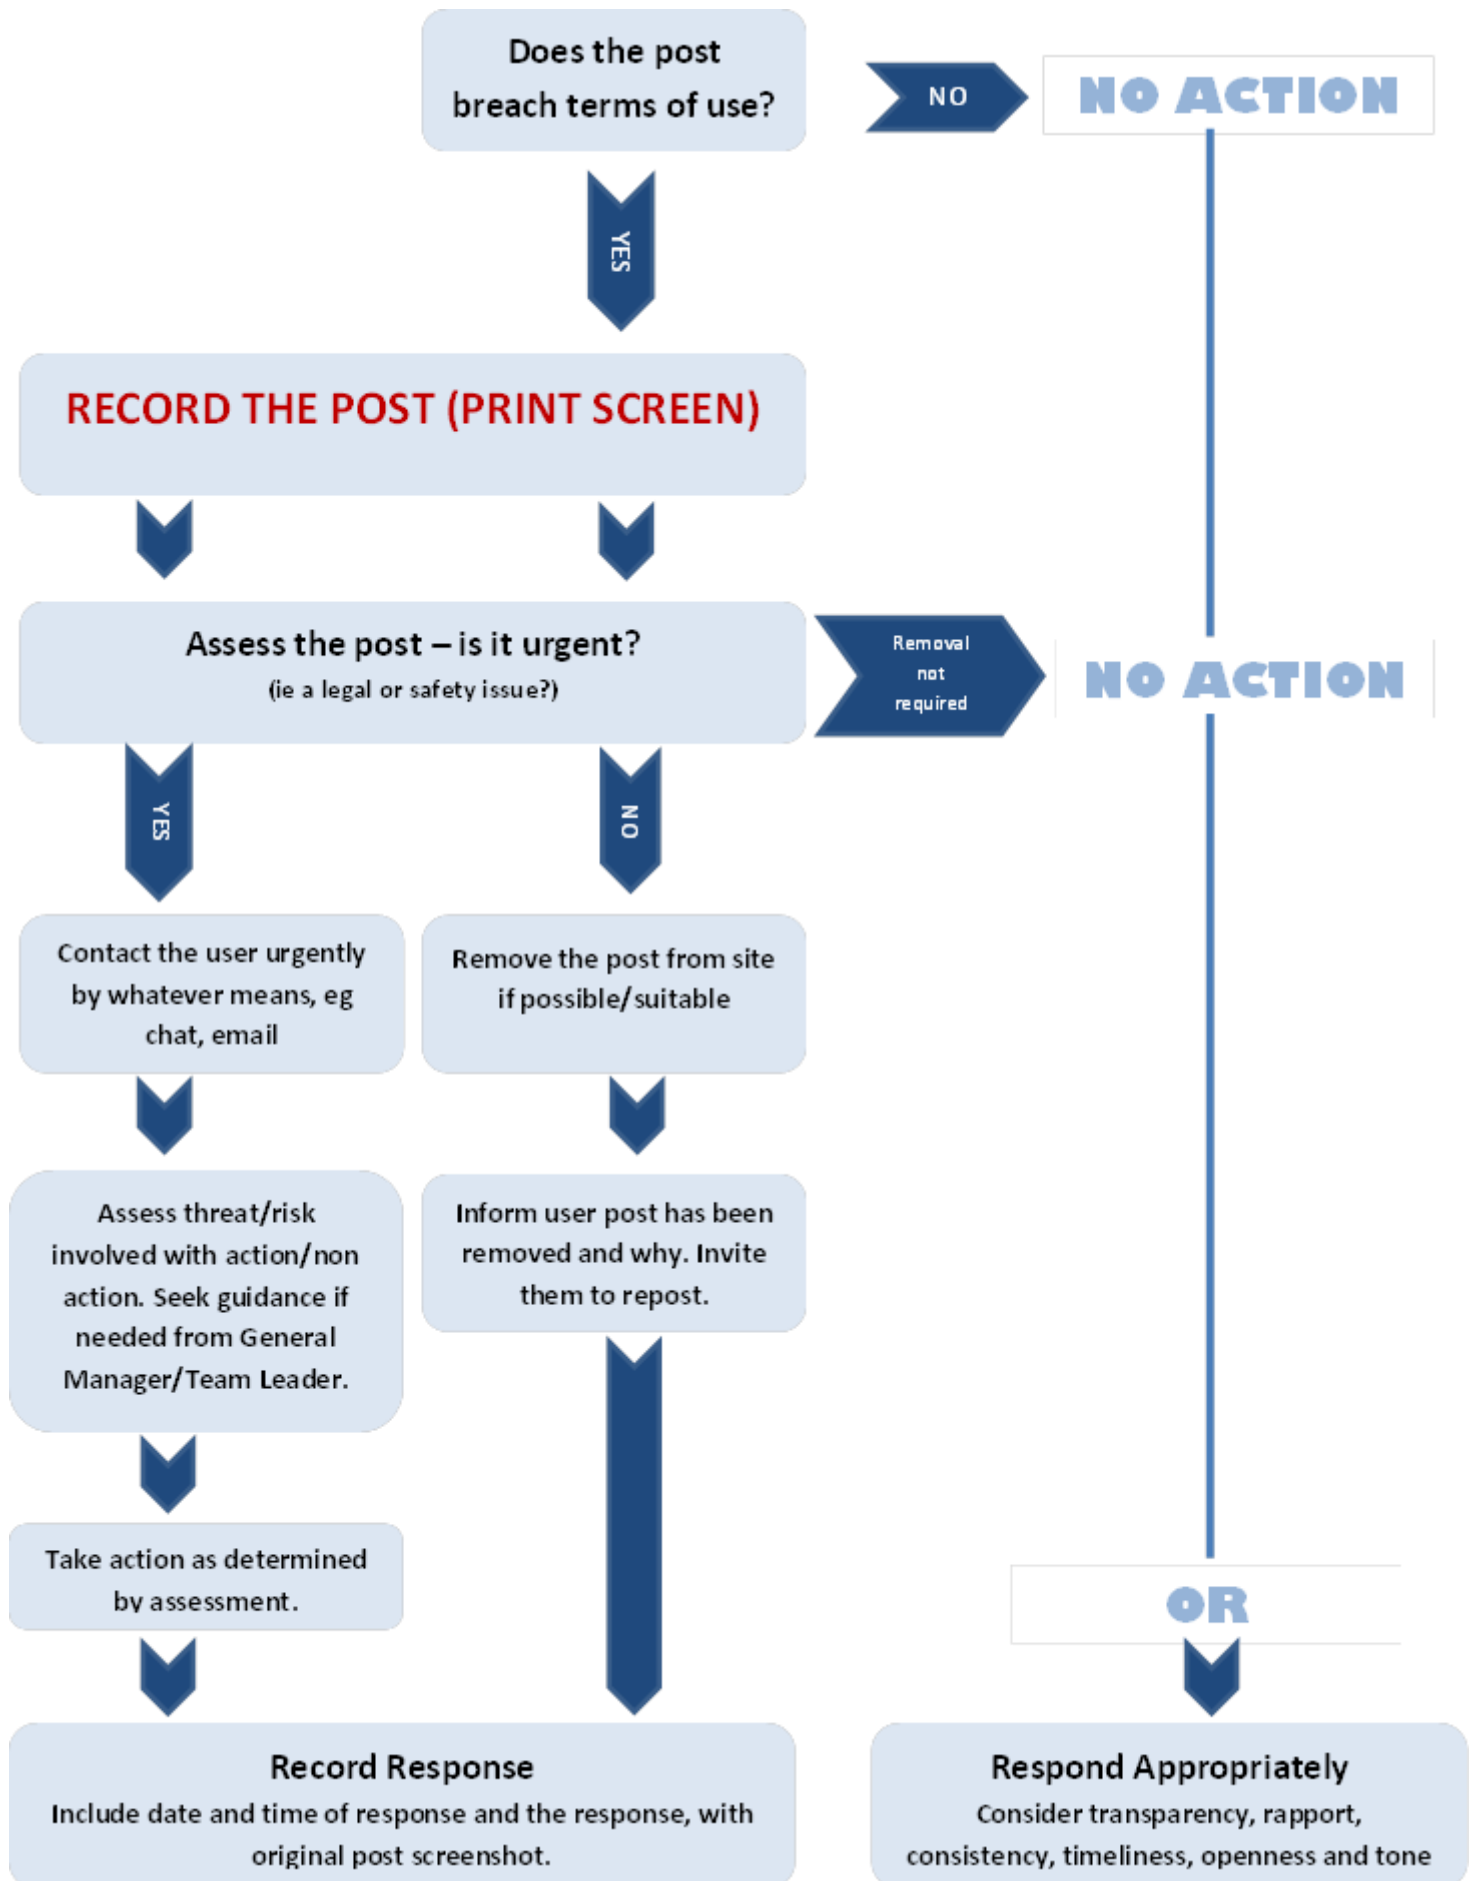 Does the post
breach terms of use?
NO
NO ACTION
YES
RECORD THE POST (PRINT SCREEN)
Assess the post – is it urgent?
(ie a legal or safety issue?)
Removal
not
required
NO ACTION
YES
NO
Contact the user urgently
by whatever means, eg
chat, email
Remove the post from site
if possible/suitable
Assess threat/risk
involved with action/non
action. Seek guidance if
needed from General
Manager/Team Leader.
Inform user post has been
removed and why. Invite
them to repost.
Take action as determined
by assessment.
OR
Record Response
Include date and time of response and the response, with
original post screenshot.
Respond Appropriately
Consider transparency, rapport,
consistency, timeliness, openness and tone